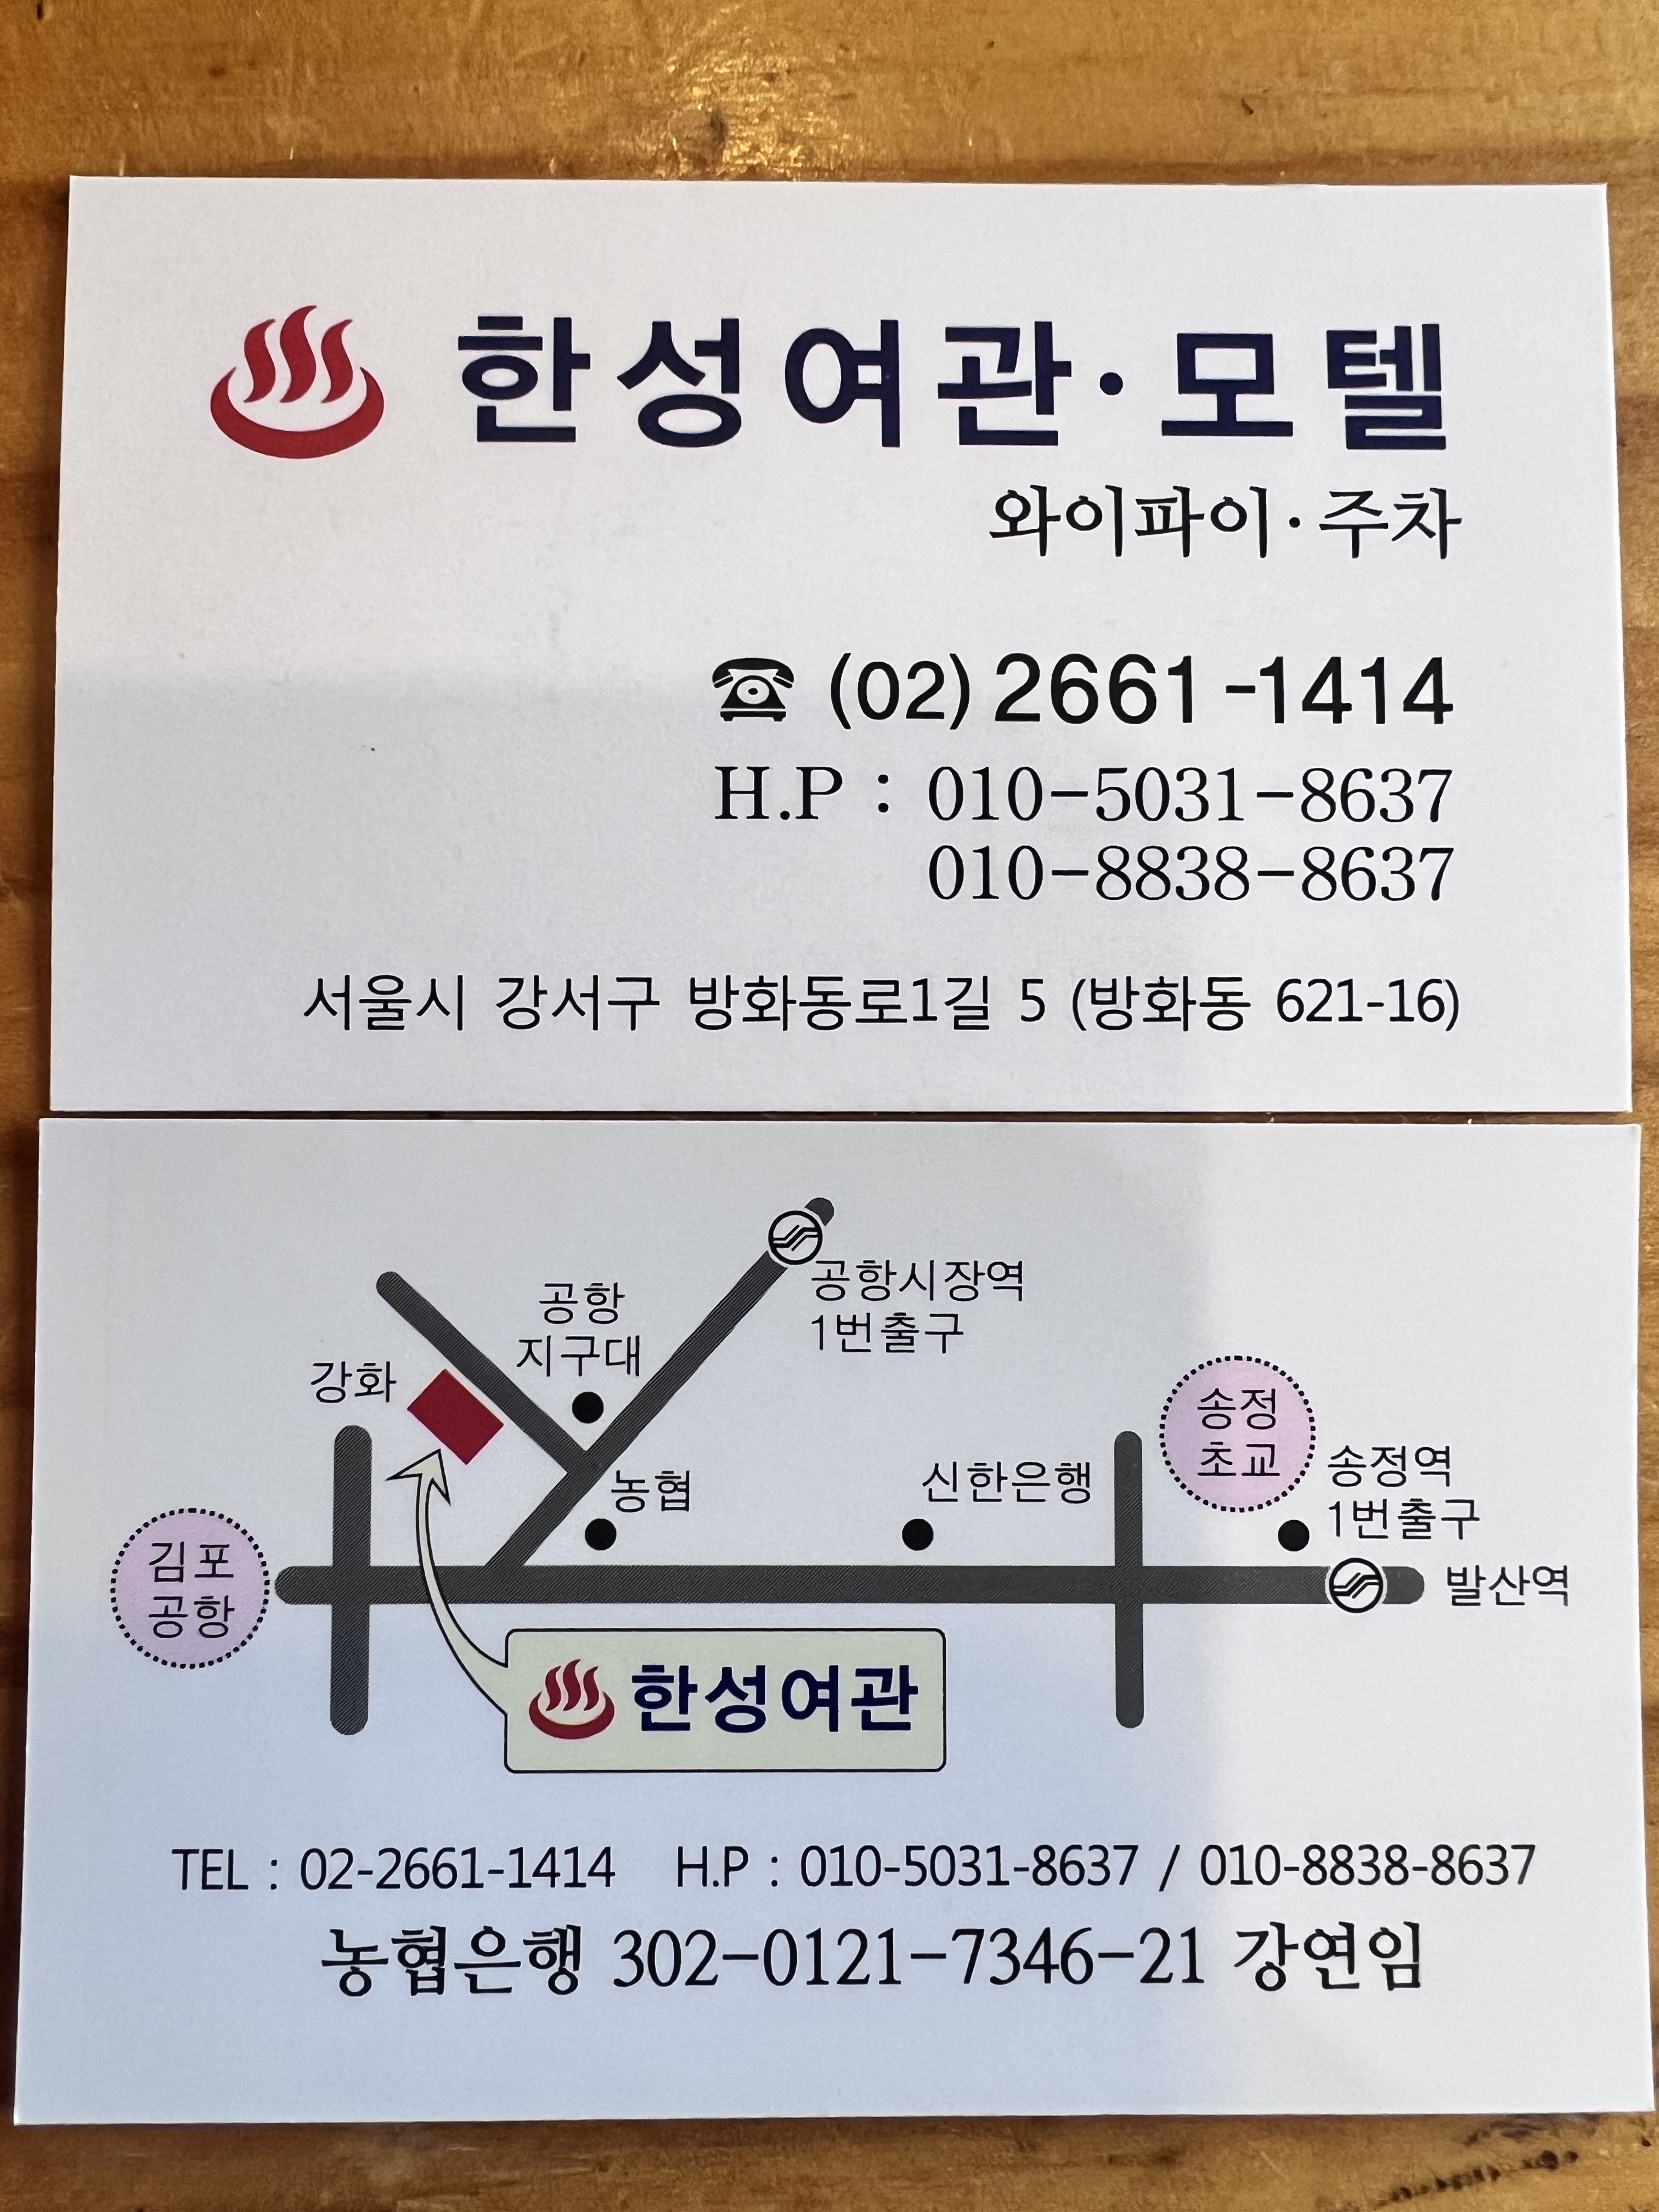 한성여관·모텔
와이파이·주차
(02) 2661-1414
H.P : 010-5031-8637
010-8838-8637
서울시 강서구 방화동로1길 5 (방화동 621-16)
공항시장역
1번출구
공항
지구대
강화
농협
신한은행
송정
초교
송정역
1번출구
김포
공항
발산역
한성여관
TEL : 02-2661-1414 H.P : 010-5031-8637 / 010-8838-8637
농협은행 302-0121-7346-21 강연임